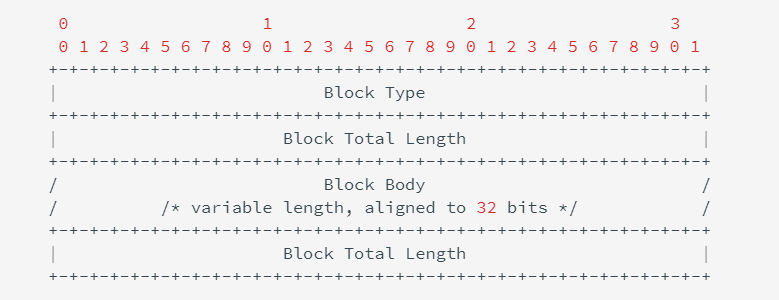 0                   1                   2                   3
 0 1 2 3 4 5 6 7 8 9 0 1 2 3 4 5 6 7 8 9 0 1 2 3 4 5 6 7 8 9 0 1
+-+-+-+-+-+-+-+-+-+-+-+-+-+-+-+-+-+-+-+-+-+-+-+-+-+-+-+-+-+-+-+-+
|                          Block Type                           |
+-+-+-+-+-+-+-+-+-+-+-+-+-+-+-+-+-+-+-+-+-+-+-+-+-+-+-+-+-+-+-+-+
|                      Block Total Length                       |
+-+-+-+-+-+-+-+-+-+-+-+-+-+-+-+-+-+-+-+-+-+-+-+-+-+-+-+-+-+-+-+-+
/                          Block Body                           /
/          /* variable length, aligned to 32 bits */            /
+-+-+-+-+-+-+-+-+-+-+-+-+-+-+-+-+-+-+-+-+-+-+-+-+-+-+-+-+-+-+-+-+
|                      Block Total Length                       |
+-+-+-+-+-+-+-+-+-+-+-+-+-+-+-+-+-+-+-+-+-+-+-+-+-+-+-+-+-+-+-+-+